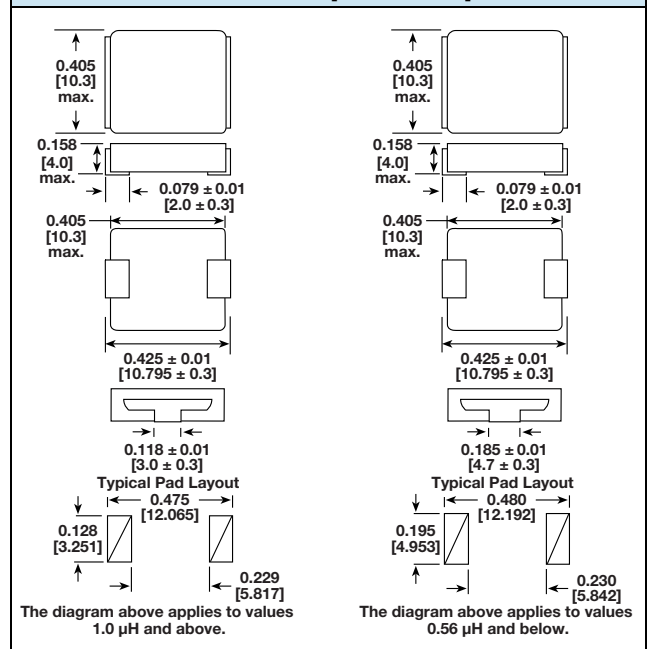 0.405
[10.3]
max.
0.158
[4.0]
max.
0.079 ± 0.01
[2.0 ± 0.3]
0.405
[10.3]
max.
0.425 ± 0.01
[10.795 ± 0.3]
0.118 ± 0.01
[3.0 ± 0.3]
Typical Pad Layout
0.475
[12.065]
0.128
[3.251]
0.229
[5.817]
The diagram above applies to values
1.0 µH and above.
0.405
[10.3]
max.
0.158
[4.0]
max.
0.079 ± 0.01
[2.0 ± 0.3]
0.405
[10.3]
max.
0.425 ± 0.01
[10.795 ± 0.3]
0.185 ± 0.01
[4.7 ± 0.3]
Typical Pad Layout
0.480
[12.192]
0.195
[4.953]
0.230
[5.842]
The diagram above applies to values
0.56 µH and below.